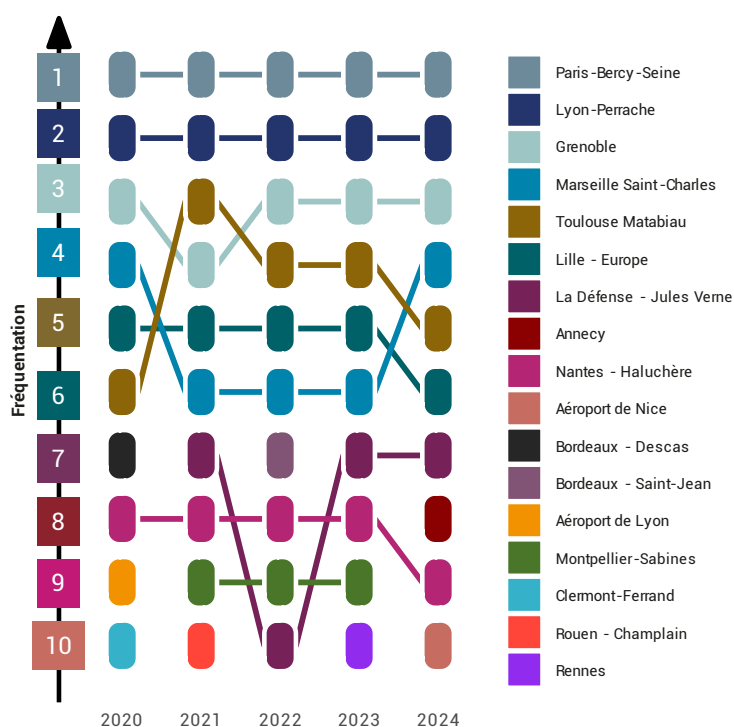 1
2
3
4
5
6
7
8
9
10
Fréquentation
2020 2021 2022 2023 2024
Paris-Bercy-Seine
Lyon-Perrache
Grenoble
Marseille Saint-Charles
Toulouse Matabiau
Lille - Europe
La Défense - Jules Verne
Annecy
Nantes - Haluchère
Aéroport de Nice
Bordeaux - Descas
Bordeaux - Saint-Jean
Aéroport de Lyon
Montpellier-Sabines
Clermont-Ferrand
Rouen - Champlain
Rennes